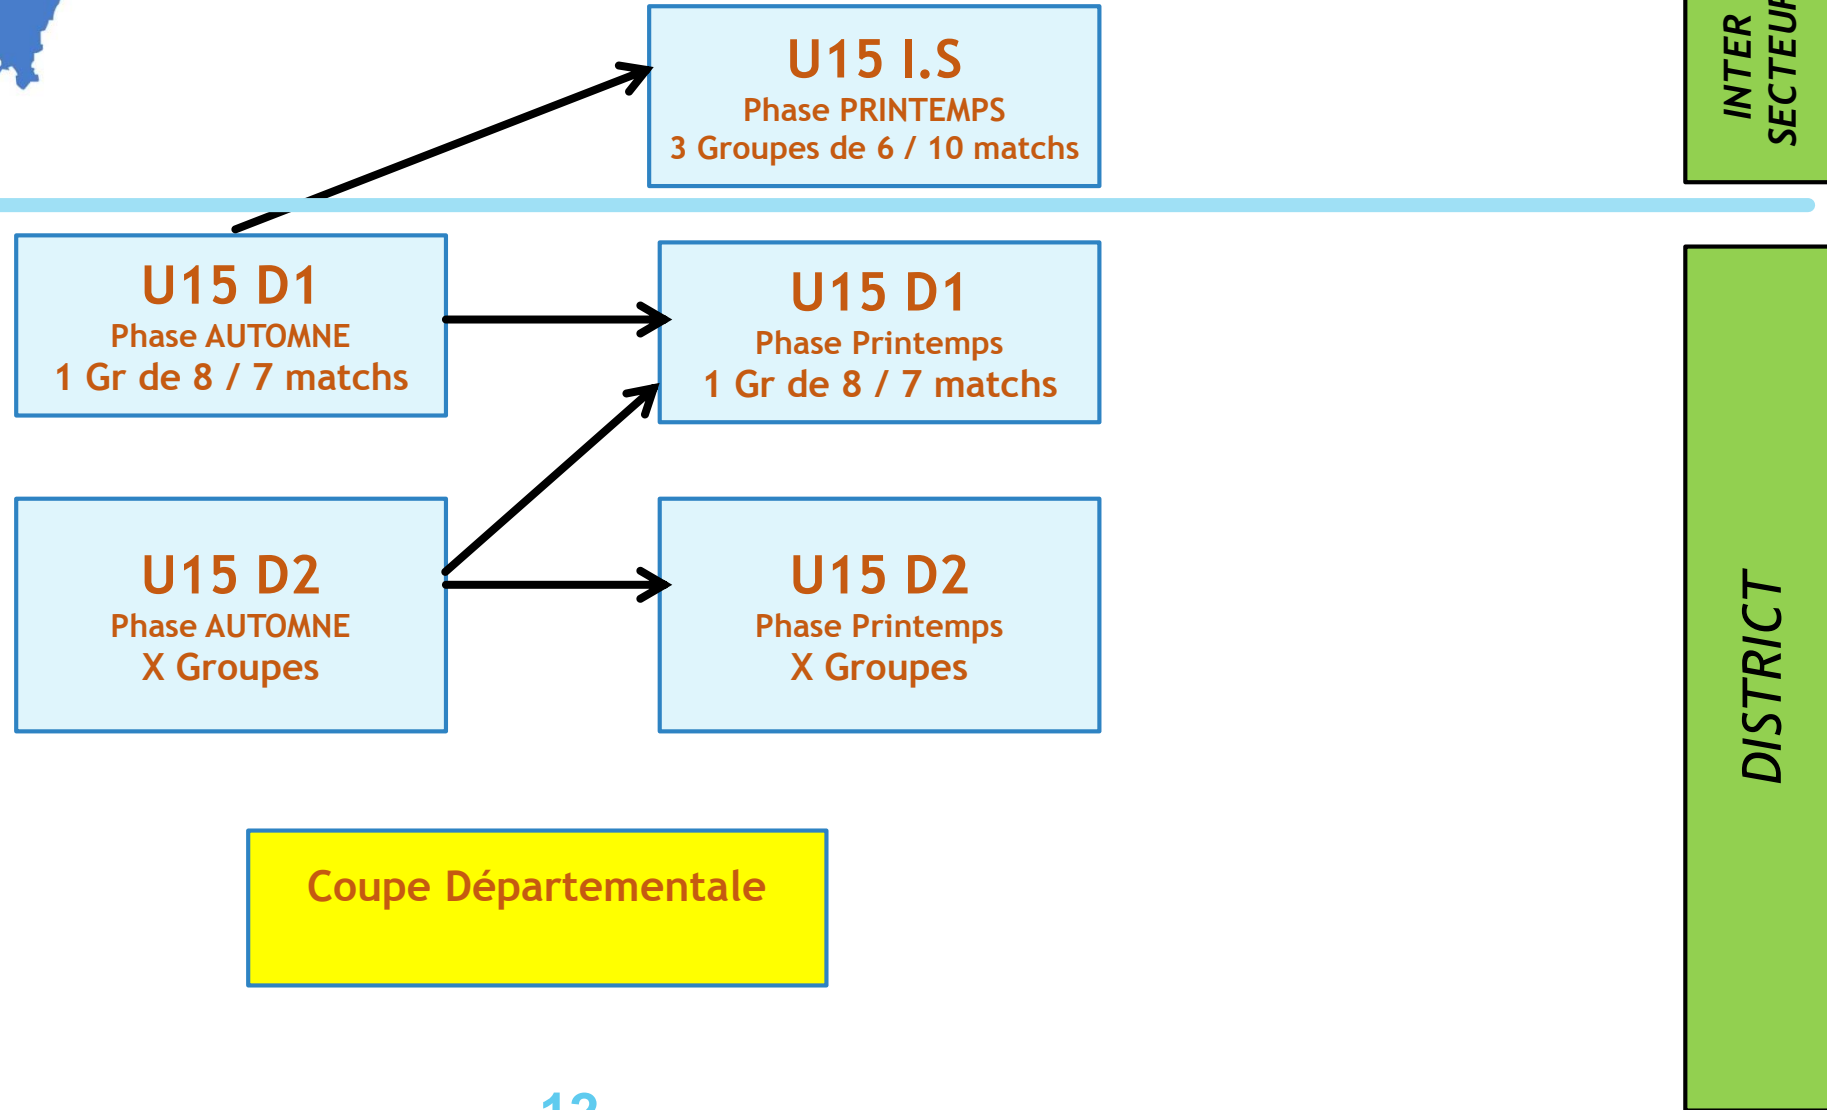 U15 I.S
Phase PRINTEMPS
3 Groupes de 6 / 10 matchs
INTER
SECTEUR
U15 D1
Phase AUTOMNE
1 Gr de 8 / 7 matchs
U15 D1
Phase Printemps
1 Gr de 8 / 7 matchs
U15 D2
Phase AUTOMNE
X Groupes
U15 D2
Phase Printemps
X Groupes
DISTRICT
Coupe Départementale
12